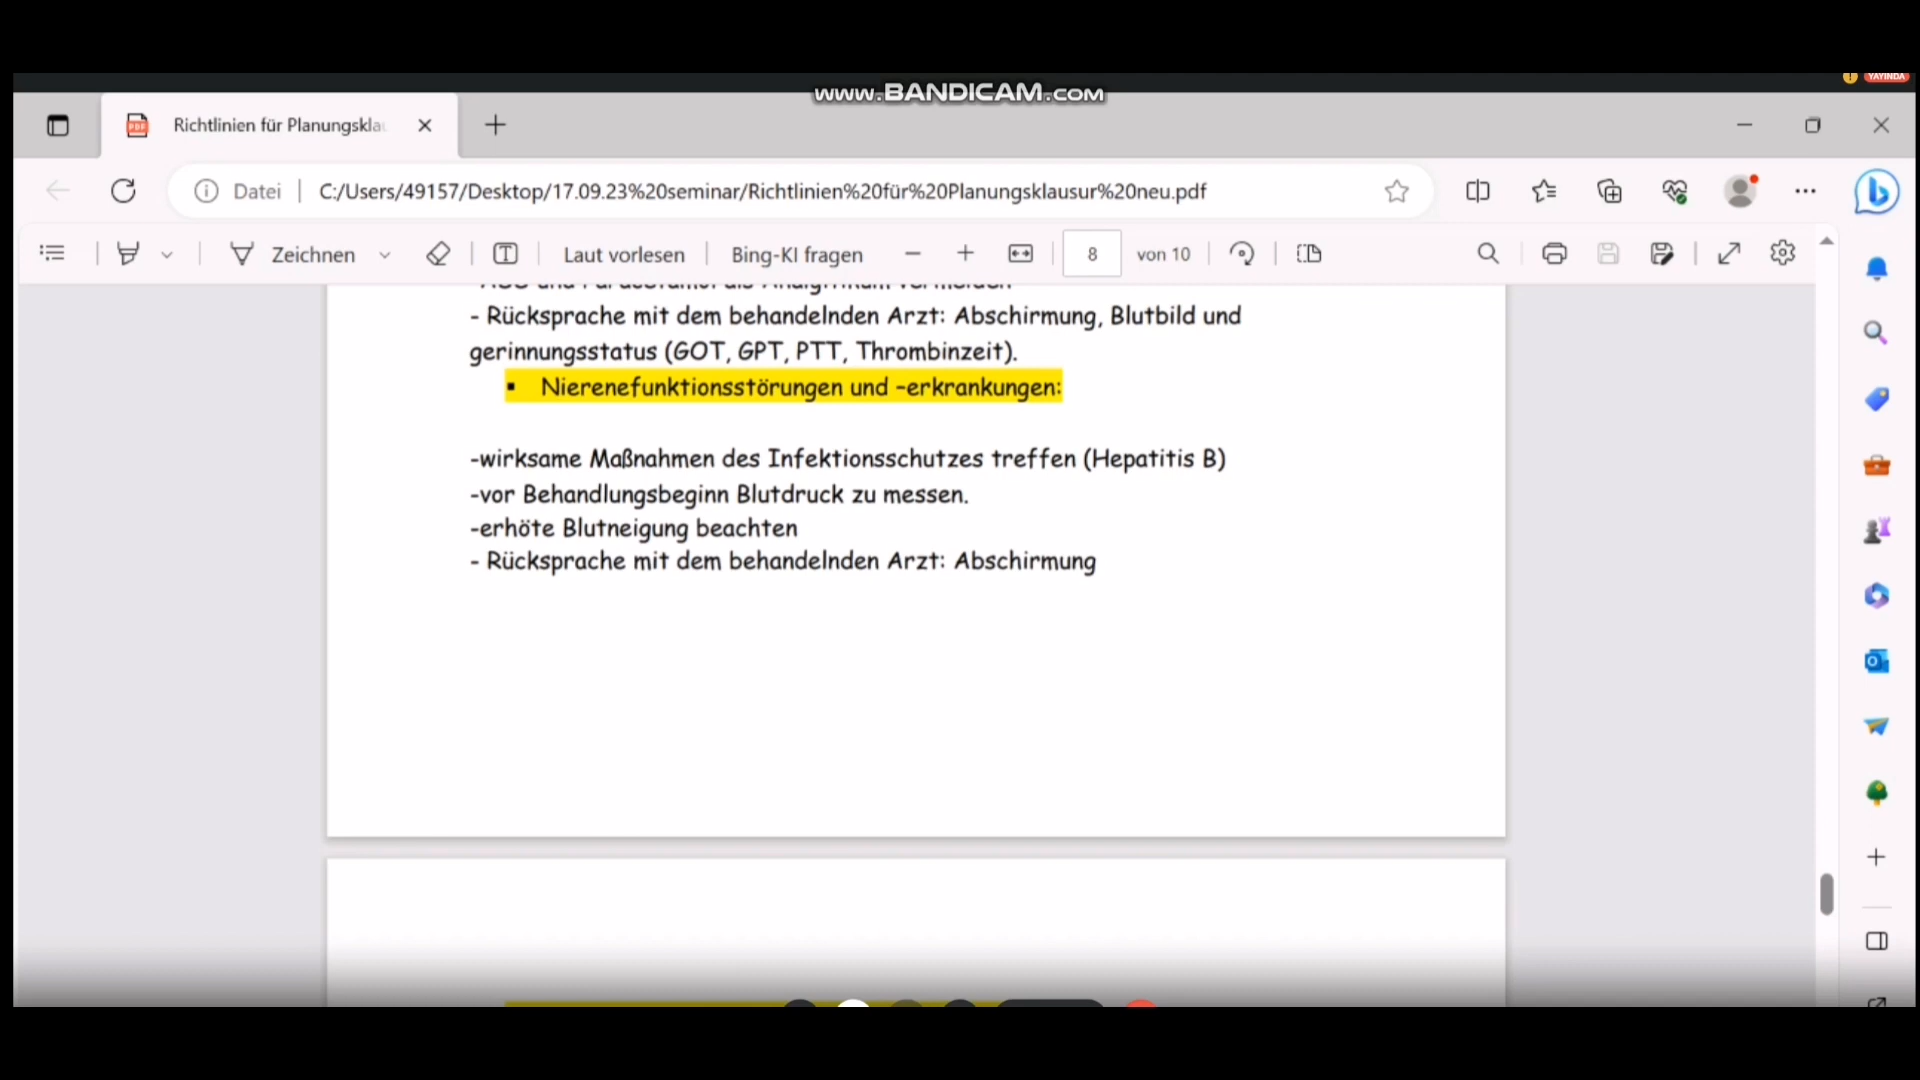 www.BANDICAM.com
YAYINDA
Richtlinien für Planungskla
Datei
C:/Users/49157/Desktop/17.09.23%20seminar/Richtlinien%20für%20Planungsklausur%20neu.pdf
Zeichnen
Laut vorlesen
Bing-KI fragen
8
von 10
- Rücksprache mit dem behandelnden Arzt: Abschirmung, Blutbild und
gerinnungsstatus (GOT, GPT, PTT, Thrombinzeit).
▪ Nierenefunktionsstörungen und -erkrankungen:
-wirksame Maßnahmen des Infektionsschutzes treffen (Hepatitis B)
-vor Behandlungsbeginn Blutdruck zu messen.
-erhöte Blutneigung beachten
- Rücksprache mit dem behandelnden Arzt: Abschirmung